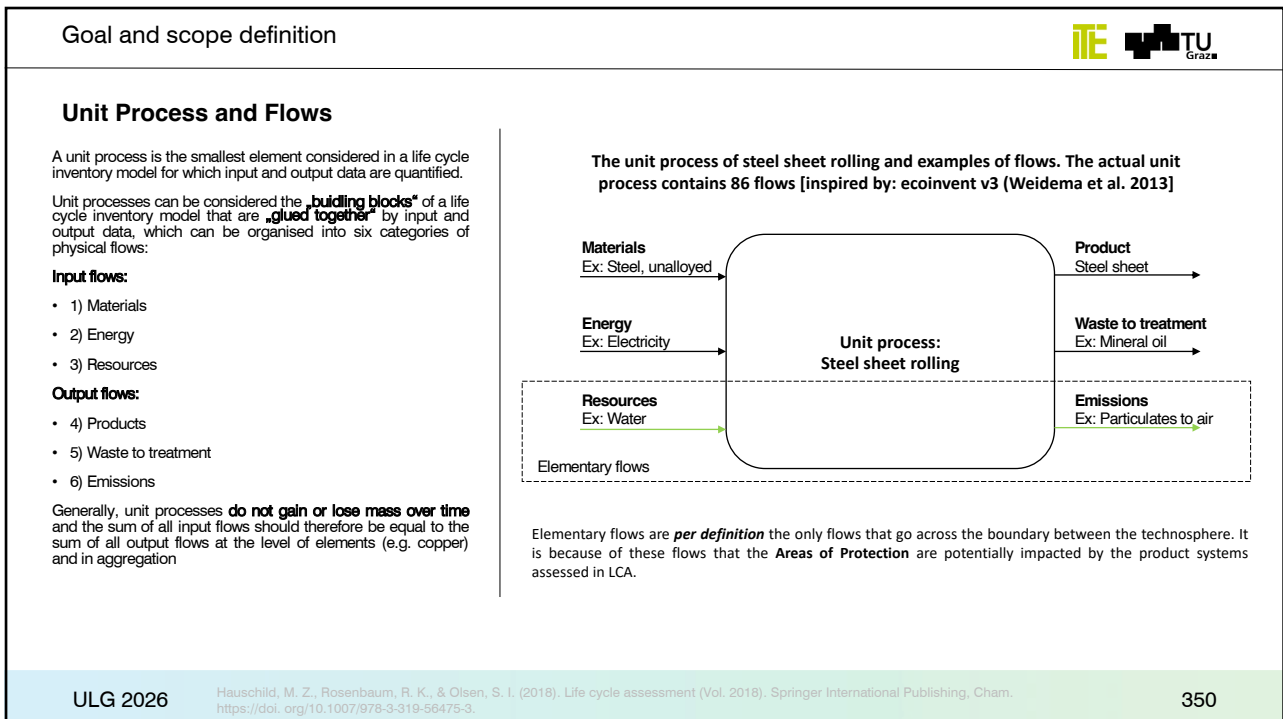 Goal and scope definition
iTE TU Graz
Unit Process and Flows
A unit process is the smallest element considered in a life cycle
inventory model for which input and output data are quantified.
Unit processes can be considered the „buidling blocks“ of a life
cycle inventory model that are „glued together“ by input and
output data, which can be organised into six categories of
physical flows:
Input flows:
• 1) Materials
• 2) Energy
• 3) Resources
Output flows:
• 4) Products
• 5) Waste to treatment
• 6) Emissions
Generally, unit processes do not gain or lose mass over time
and the sum of all input flows should therefore be equal to the
sum of all output flows at the level of elements (e.g. copper)
and in aggregation
The unit process of steel sheet rolling and examples of flows. The actual unit
process contains 86 flows [inspired by: ecoinvent v3 (Weidema et al. 2013]
Materials
Ex: Steel, unalloyed
Energy
Ex: Electricity
Resources
Ex: Water
Elementary flows
Unit process:
Steel sheet rolling
Product
Steel sheet
Waste to treatment
Ex: Mineral oil
Emissions
Ex: Particulates to air
Elementary flows are per definition the only flows that go across the boundary between the technosphere. It
is because of these flows that the Areas of Protection are potentially impacted by the product systems
assessed in LCA.
ULG 2026
Hauschild, M. Z., Rosenbaum, R. K., & Olsen, S. I. (2018). Life cycle assessment (Vol. 2018). Springer International Publishing, Cham.
https://doi. org/10.1007/978-3-319-56475-3.
350